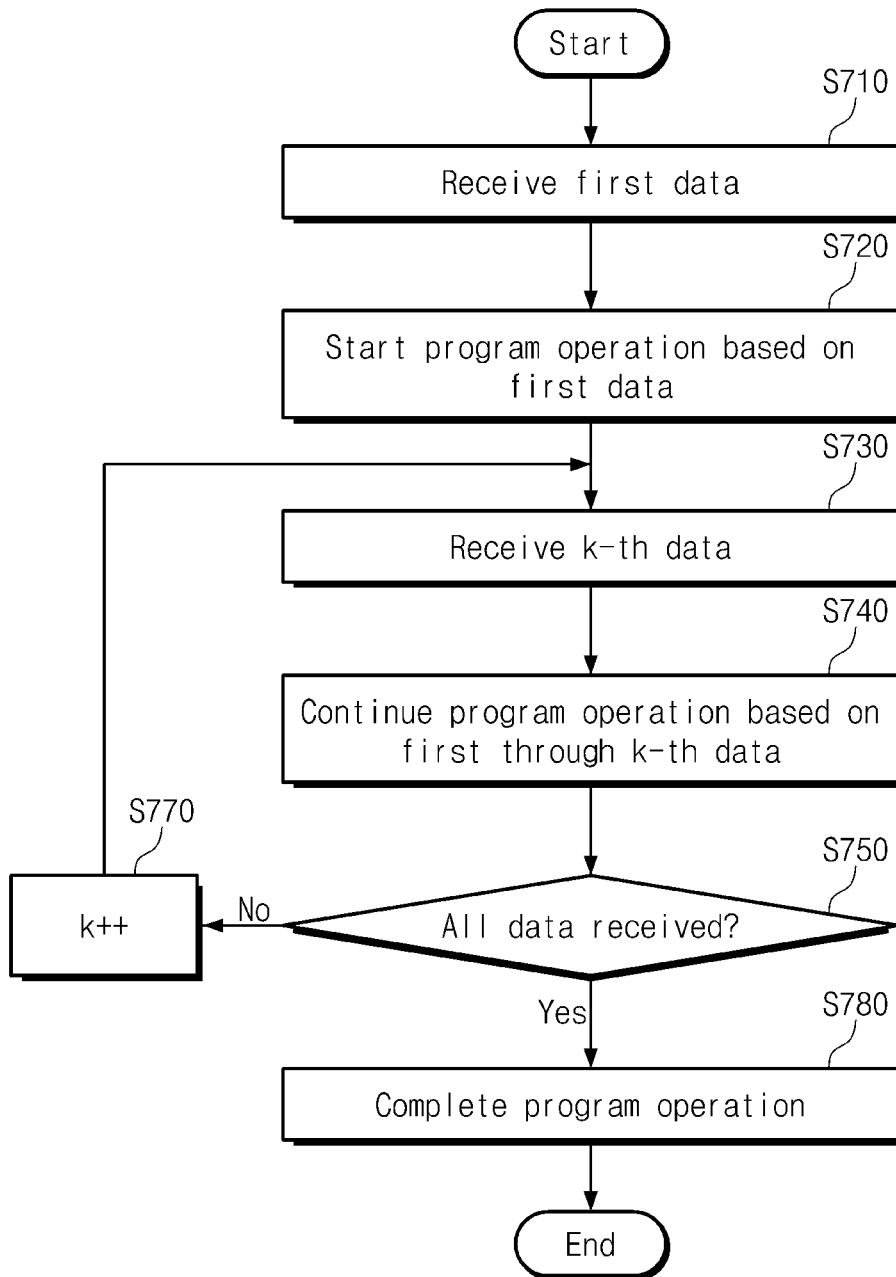 Start
S710
Receive first data
S720
Start program operation based on
first data
S730
Receive k-th data
S740
Continue program operation based on
first through k-th data
S770
k++
No
S750
All data received?
Yes
S780
Complete program operation
End